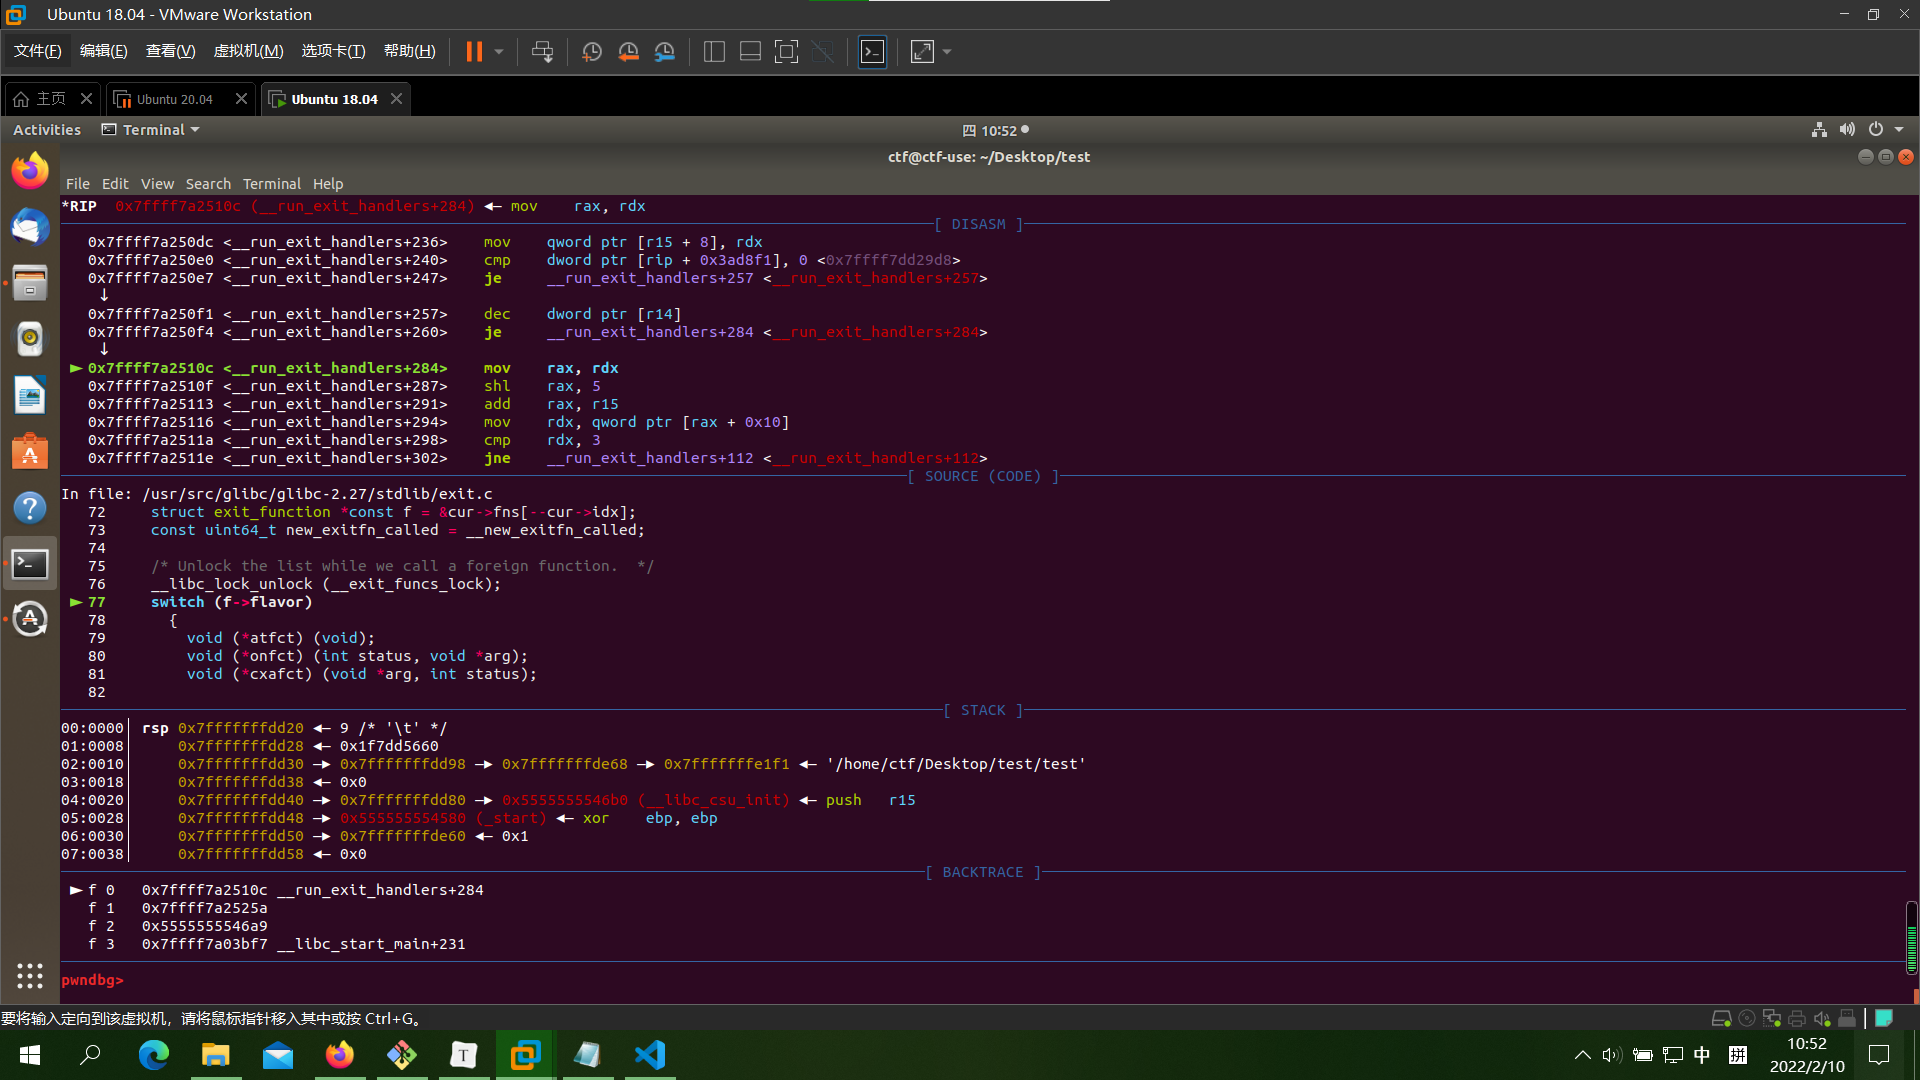 Ubuntu 18.04 - VMware Workstation
文件(F) 编辑(E) 查看(V) 虚拟机(M) 选项卡(T) 帮助(H)
主页 Ubuntu 20.04 Ubuntu 18.04
Activities Terminal 四 10:52
ctf@ctf-use: ~/Desktop/test
File Edit View Search Terminal Help
*RIP  0x7ffff7a2510c (__run_exit_handlers+284) ◂— mov    rax, rdx
[ DISASM ]
0x7ffff7a250dc <__run_exit_handlers+236>    mov    qword ptr [r15 + 8], rdx
0x7ffff7a250e0 <__run_exit_handlers+240>    cmp    dword ptr [rip + 0x3ad8f1], 0 <0x7ffff7dd29d8>
0x7ffff7a250e7 <__run_exit_handlers+247>    je     __run_exit_handlers+257 <__run_exit_handlers+257>
↓
0x7ffff7a250f1 <__run_exit_handlers+257>    dec    dword ptr [r14]
0x7ffff7a250f4 <__run_exit_handlers+260>    je     __run_exit_handlers+284 <__run_exit_handlers+284>
↓
► 0x7ffff7a2510c <__run_exit_handlers+284>    mov    rax, rdx
0x7ffff7a2510f <__run_exit_handlers+287>    shl    rax, 5
0x7ffff7a25113 <__run_exit_handlers+291>    add    rax, r15
0x7ffff7a25116 <__run_exit_handlers+294>    mov    rdx, qword ptr [rax + 0x10]
0x7ffff7a2511a <__run_exit_handlers+298>    cmp    rdx, 3
0x7ffff7a2511e <__run_exit_handlers+302>    jne    __run_exit_handlers+112 <__run_exit_handlers+112>
[ SOURCE (CODE) ]
In file: /usr/src/glibc/glibc-2.27/stdlib/exit.c
72     struct exit_function *const f = &cur->fns[--cur->idx];
73     const uint64_t new_exitfn_called = __new_exitfn_called;
74
75     /* Unlock the list while we call a foreign function.  */
76     __libc_lock_unlock (__exit_funcs_lock);
► 77     switch (f->flavor)
78       {
79         void (*atfct) (void);
80         void (*onfct) (int status, void *arg);
81         void (*cxafct) (void *arg, int status);
82
[ STACK ]
00:0000│ rsp 0x7fffffffdd20 ◂— 9 /* '\t' */
01:0008│     0x7fffffffdd28 ◂— 0x1f7dd5660
02:0010│     0x7fffffffdd30 —▸ 0x7fffffffdd98 —▸ 0x7fffffffde68 —▸ 0x7fffffffe1f1 ◂— '/home/ctf/Desktop/test/test'
03:0018│     0x7fffffffdd38 ◂— 0x0
04:0020│     0x7fffffffdd40 —▸ 0x7fffffffdd80 —▸ 0x5555555546b0 (__libc_csu_init) ◂— push   r15
05:0028│     0x7fffffffdd48 —▸ 0x555555554580 (_start) ◂— xor    ebp, ebp
06:0030│     0x7fffffffdd50 —▸ 0x7fffffffde60 ◂— 0x1
07:0038│     0x7fffffffdd58 ◂— 0x0
[ BACKTRACE ]
► f 0   0x7ffff7a2510c __run_exit_handlers+284
f 1   0x7ffff7a2525a
f 2   0x5555555546a9
f 3   0x7ffff7a03bf7 __libc_start_main+231
pwndbg>
要将输入定向到该虚拟机，请将鼠标指针移入其中或按 Ctrl+G。
T 中 拼 10:52
2022/2/10